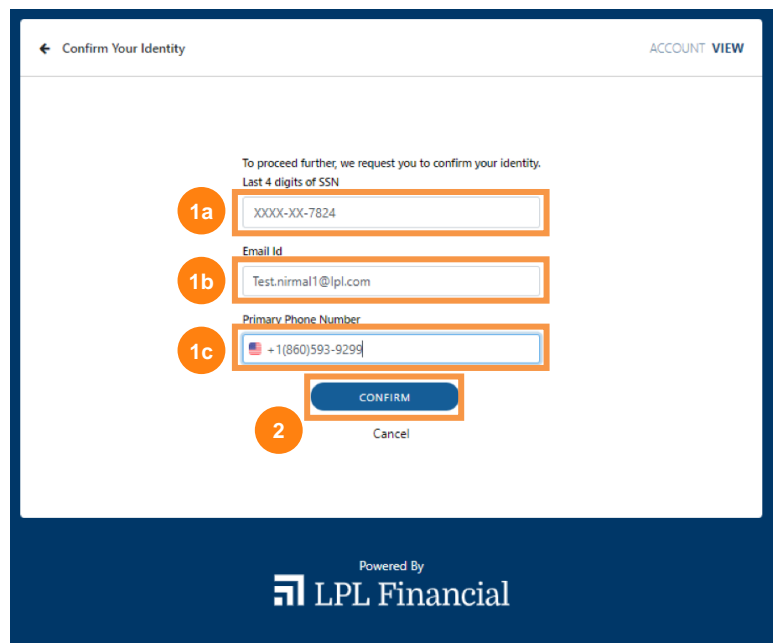 Confirm Your Identity
ACCOUNT VIEW
To proceed further, we request you to confirm your identity.
Last 4 digits of SSN
1a
XXXX-XX-7824
Email Id
1b
Test.nirmal1@lpl.com
Primary Phone Number
1c
+1(860)593-9299
CONFIRM
2
Cancel
Powered By
LPL Financial